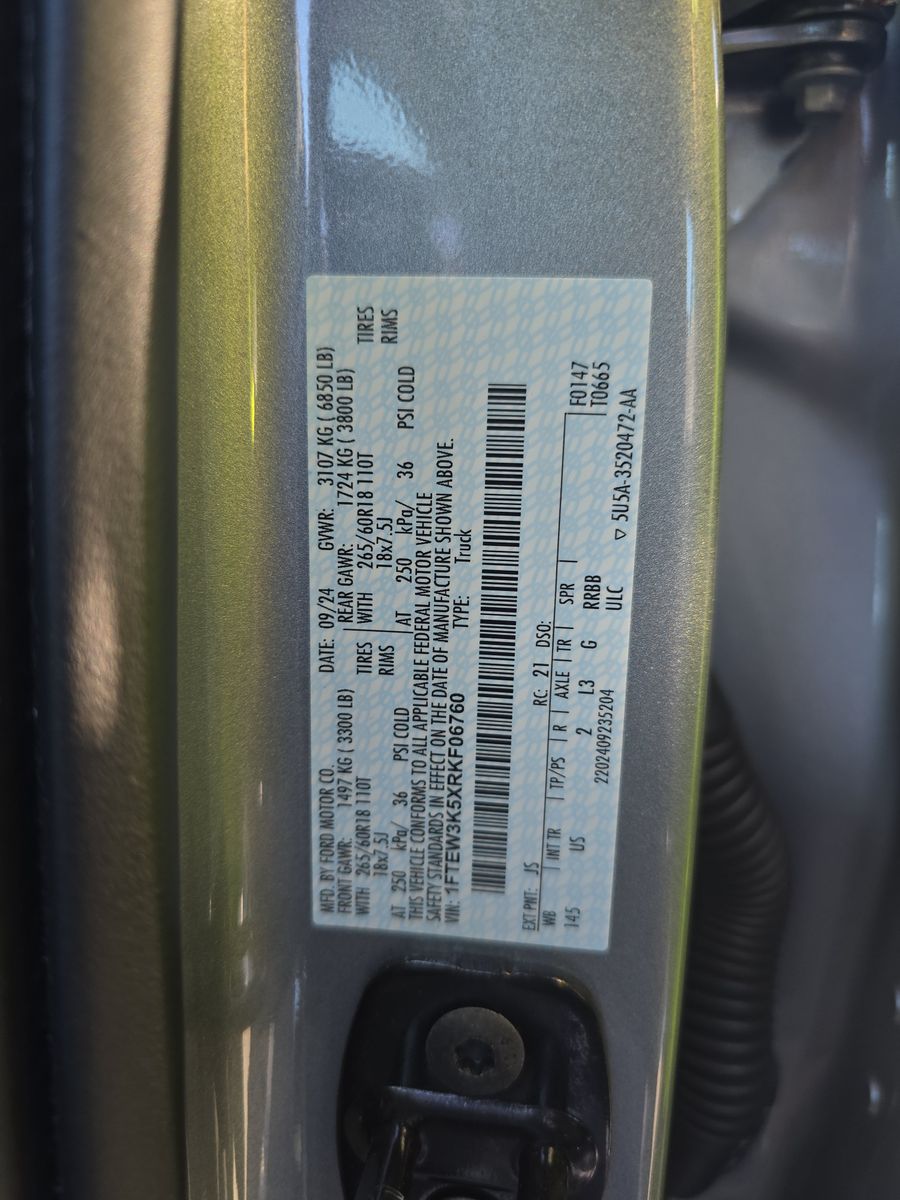 MFD. BY FORD MOTOR CO. DATE: 09/24 GVWR: 3107 KG ( 6850 LB)
FRONT GAWR: 1497 KG ( 3300 LB) REAR GAWR: 1724 KG ( 3800 LB)
WITH 265/60R18 110T TIRES WITH 265/60R18 110T TIRES
18x7.5J RIMS 18x7.5J RIMS
AT 250 kPa/ 36 PSI COLD AT 250 kPa/ 36 PSI COLD
THIS VEHICLE CONFORMS TO ALL APPLICABLE FEDERAL MOTOR VEHICLE
SAFETY STANDARDS IN EFFECT ON THE DATE OF MANUFACTURE SHOWN ABOVE.
VIN: 1FTEW3K5XRKF06760 TYPE: Truck
EXT PNT: JS RC: 21 DSO:
WB INT TR TP/PS R AXLE TR SPR F0147
145 US 2 L3 G RRBB T0665
ULC
2202409235204 ▽ 5U5A-3520472-AA